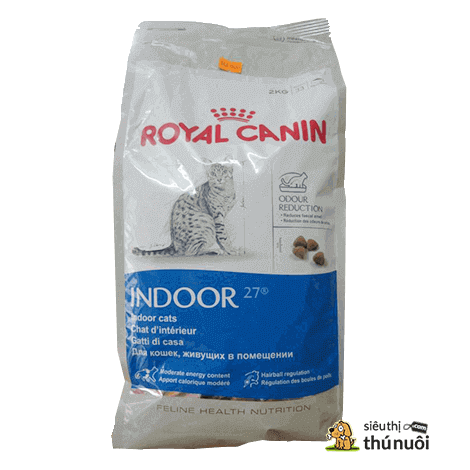 2KG
ROYAL CANIN
ODOUR
REDUCTION
INDOOR 27®
Indoor cats
Chat d'intérieur
Gatti di casa
Для кошек, живущих в помещении
Moderate energy content
Apport calorique modéré
Hairball regulation
Régulation des boules de poils
FELINE HEALTH NUTRITION
siêuthị
.com
thúnuôi